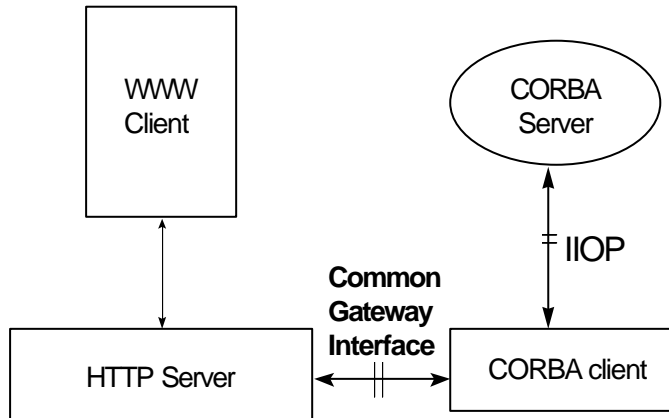 WWW
Client
CORBA
Server
IIOP
Common
Gateway
Interface
HTTP Server
CORBA client